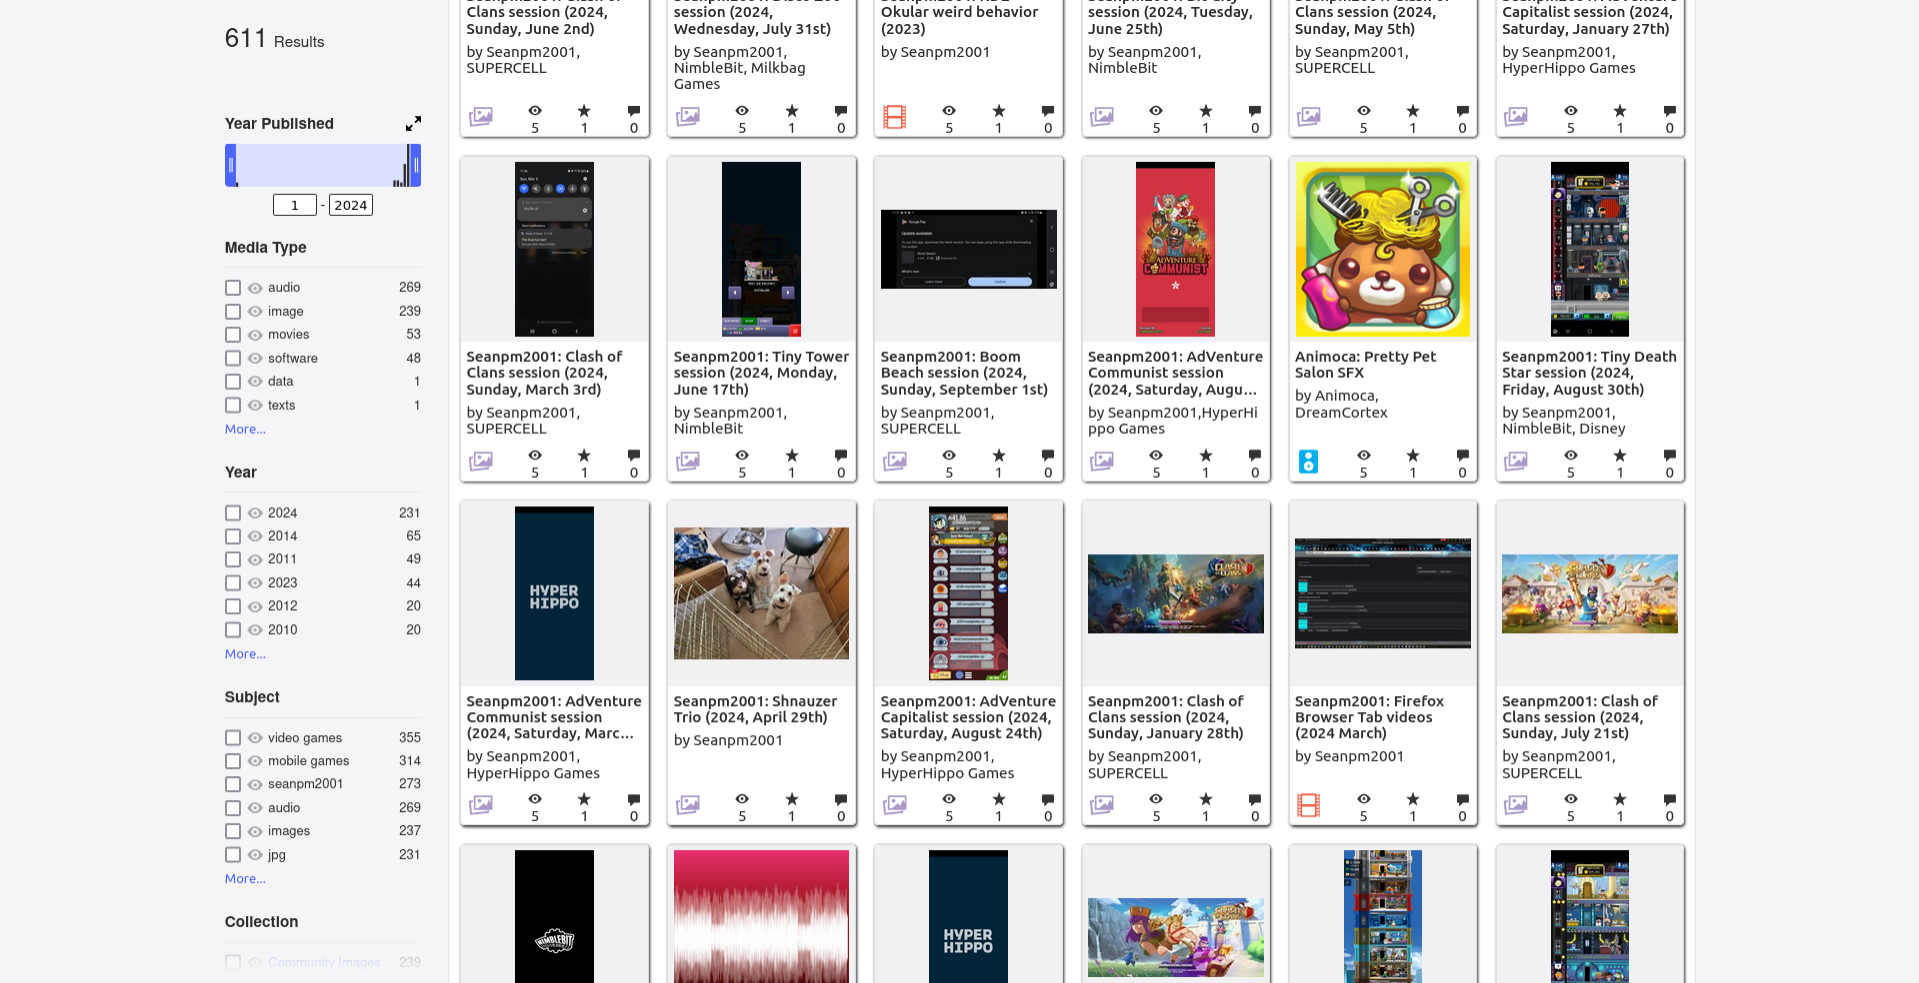 611 Results
Year Published
1 - 2024
Media Type
audio 269
image 239
movies 53
software 48
data 1
texts 1
More...
Year
2024 231
2014 65
2011 49
2023 44
2012 20
2010 20
More...
Subject
video games 355
mobile games 314
seanpm2001 273
audio 269
images 237
jpg 231
More...
Collection
Community Images 239
Clans session (2024,
Sunday, June 2nd)
by Seanpm2001,
SUPERCELL
5 1 0
session (2024,
Wednesday, July 31st)
by Seanpm2001,
NimbleBit, Milkbag
Games
5 1 0
Okular weird behavior
(2023)
by Seanpm2001
5 1 0
session (2024, Tuesday,
June 25th)
by Seanpm2001,
NimbleBit
5 1 0
Clans session (2024,
Sunday, May 5th)
by Seanpm2001,
SUPERCELL
5 1 0
Capitalist session (2024,
Saturday, January 27th)
by Seanpm2001,
HyperHippo Games
5 1 0
Seanpm2001: Clash of
Clans session (2024,
Sunday, March 3rd)
by Seanpm2001,
SUPERCELL
5 1 0
Seanpm2001: Tiny Tower
session (2024, Monday,
June 17th)
by Seanpm2001,
NimbleBit
5 1 0
Google Play
Update available
Seanpm2001: Boom
Beach session (2024,
Sunday, September 1st)
by Seanpm2001,
SUPERCELL
5 1 0
ADVENTURE
COMMUNIST
Seanpm2001: AdVenture
Communist session
(2024, Saturday, Augu...
by Seanpm2001,HyperHi
ppo Games
5 1 0
Animoca: Pretty Pet
Salon SFX
by Animoca,
DreamCortex
5 1 0
Seanpm2001: Tiny Death
Star session (2024,
Friday, August 30th)
by Seanpm2001,
NimbleBit, Disney
5 1 0
HYPER
HIPPO
Seanpm2001: AdVenture
Communist session
(2024, Saturday, Marc...
by Seanpm2001,
HyperHippo Games
5 1 0
Seanpm2001: Shnauzer
Trio (2024, April 29th)
by Seanpm2001
5 1 0
Seanpm2001: AdVenture
Capitalist session (2024,
Saturday, August 24th)
by Seanpm2001,
HyperHippo Games
5 1 0
Seanpm2001: Clash of
Clans session (2024,
Sunday, January 28th)
by Seanpm2001,
SUPERCELL
5 1 0
Seanpm2001: Firefox
Browser Tab videos
(2024 March)
by Seanpm2001
5 1 0
Seanpm2001: Clash of
Clans session (2024,
Sunday, July 21st)
by Seanpm2001,
SUPERCELL
5 1 0
NIMBLEBIT
HYPER
HIPPO